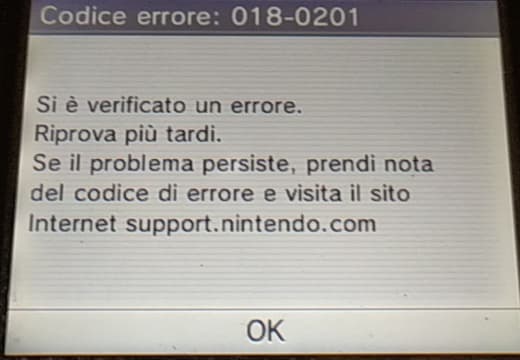 Codice errore: 018-0201
Si è verificato un errore.
Riprova più tardi.
Se il problema persiste, prendi nota
del codice di errore e visita il sito
Internet support.nintendo.com
OK